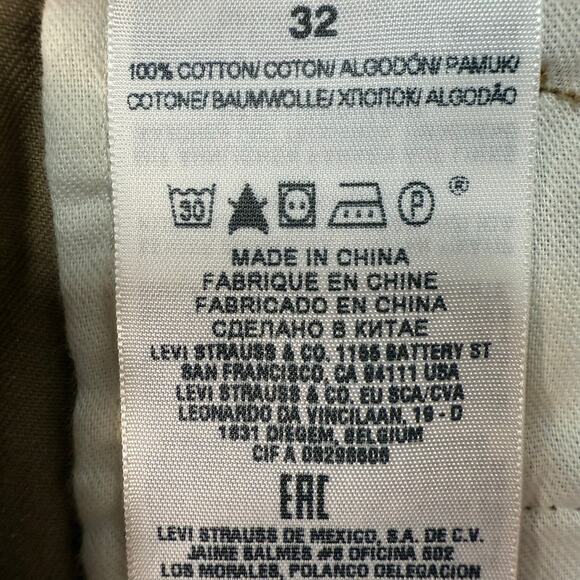 32
100% COTTON/ COTON/ ALGODÓN/ PAMUK/
COTONE/ BAUMWOLLE/ ХЛОПОК/ ALGODÃO
30 P ®
MADE IN CHINA
FABRIQUE EN CHINE
FABRICADO EN CHINA
СДЕЛАНО В КИТАЕ
LEVI STRAUSS & CO. 1155 BATTERY ST
SAN FRANCISCO, CA 94111 USA
LEVI STRAUSS & CO. EU SCA/CVA
LEONARDO DA VINCILAAN, 19 - D
1831 DIEGEM, BELGIUM
CIF A
EAC
LEVI STRAUSS DE MEXICO, S.A. DE C.V.
JAIME BALMES #8 OFICINA 602
LOS MORALES, POLANCO DELEGACION